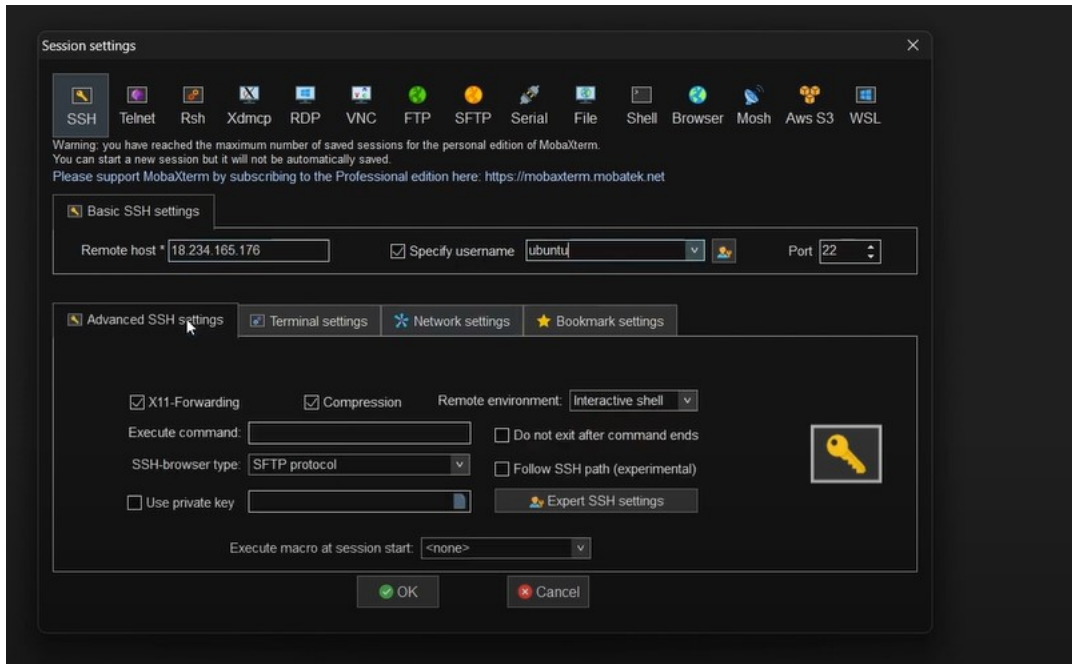 Session settings
SSH Telnet Rsh Xdmcp RDP VNC FTP SFTP Serial File Shell Browser Mosh Aws S3 WSL
Warning: you have reached the maximum number of saved sessions for the personal edition of MobaXterm.
You can start a new session but it will not be automatically saved.
Please support MobaXterm by subscribing to the Professional edition here: https://mobaxterm.mobatek.net
Basic SSH settings
Remote host * 18.234.165.176 Specify username ubuntu Port 22
Advanced SSH settings Terminal settings Network settings Bookmark settings
X11-Forwarding Compression Remote environment: Interactive shell
Execute command: Do not exit after command ends
SSH-browser type: SFTP protocol Follow SSH path (experimental)
Use private key Expert SSH settings
Execute macro at session start: <none>
OK Cancel